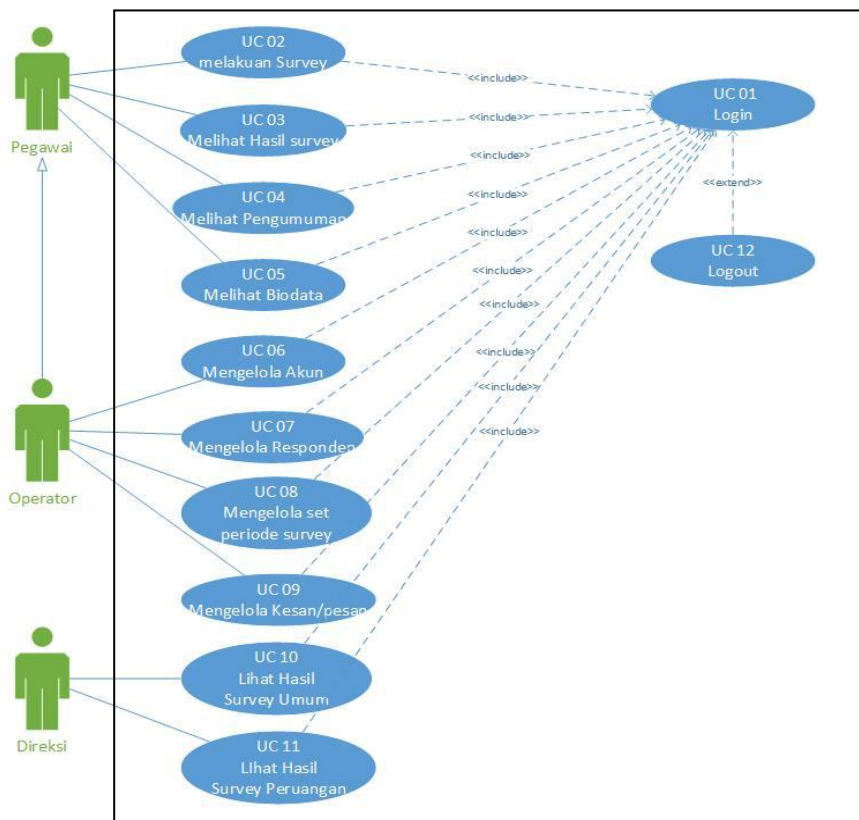 UC 02
melakuan Survey
UC 03
Melihat Hasil survey
UC 04
Melihat Pengumuman
UC 05
Melihat Biodata
UC 06
Mengelola Akun
UC 07
Mengelola Responden
UC 08
Mengelola set
periode survey
UC 09
Mengelola Kesan/pesan
UC 10
Lihat Hasil
Survey Umum
UC 11
LIhat Hasil
Survey Peruangan
Pegawai
Operator
Direksi
<<include>>
<<include>>
<<include>>
<<include>>
<<include>>
<<include>>
<<include>>
<<include>>
<<include>>
<<include>>
UC 01
Login
<<extend>>
UC 12
Logout